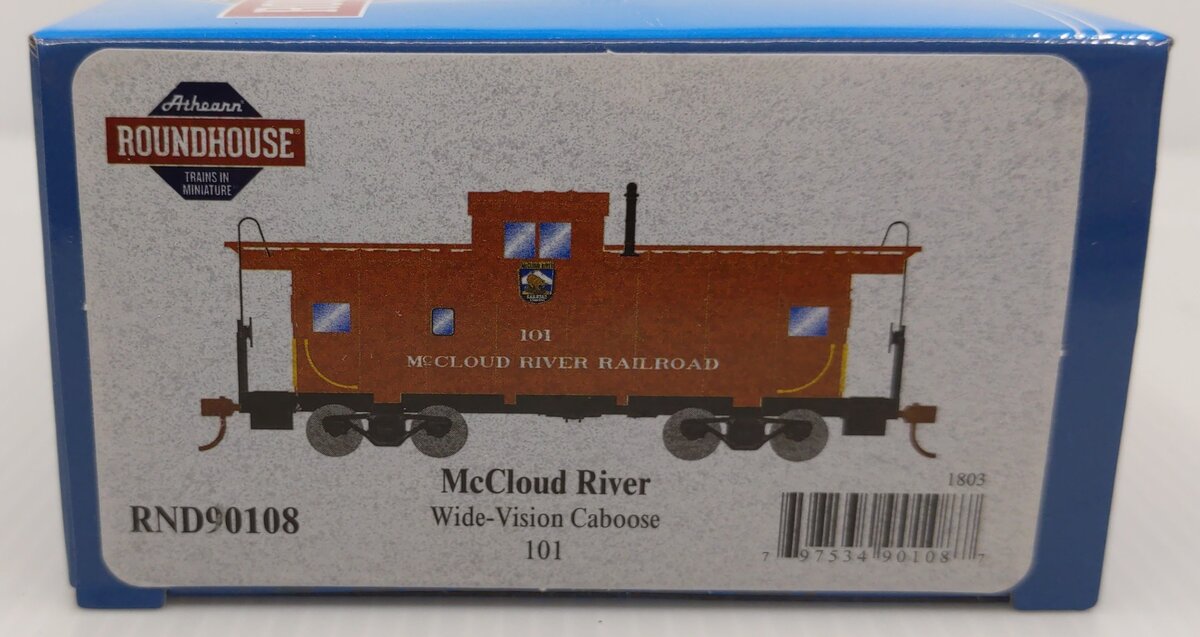 Athearn
ROUNDHOUSE®
TRAINS IN
MINIATURE
101
McCLOUD RIVER RAILROAD
McCloud River
Wide-Vision Caboose
101
RND90108
1803
7 97534 90108 7